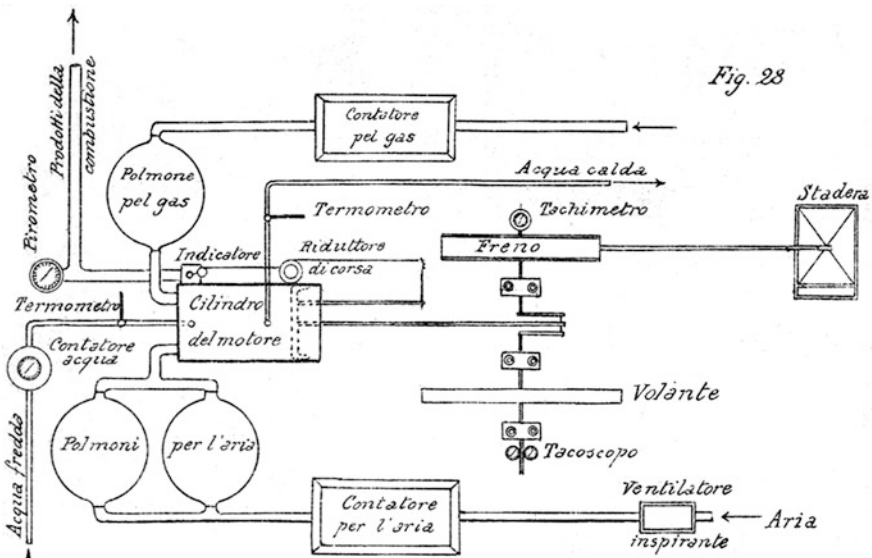 Fig. 28
Prodotti della
combustione
Contatore
pel gas
Polmone
pel gas
Acqua calda
Pirometro
Termometro
Tachimetro
Stadera
Freno
Indicatore
Riduttore
di corsa
Termometro
Cilindro
del motore
Contatore
acqua
Volante
Acqua fredda
Polmoni
per l'aria
Tacoscopo
Contatore
per l'aria
Ventilatore
inspirante
Aria